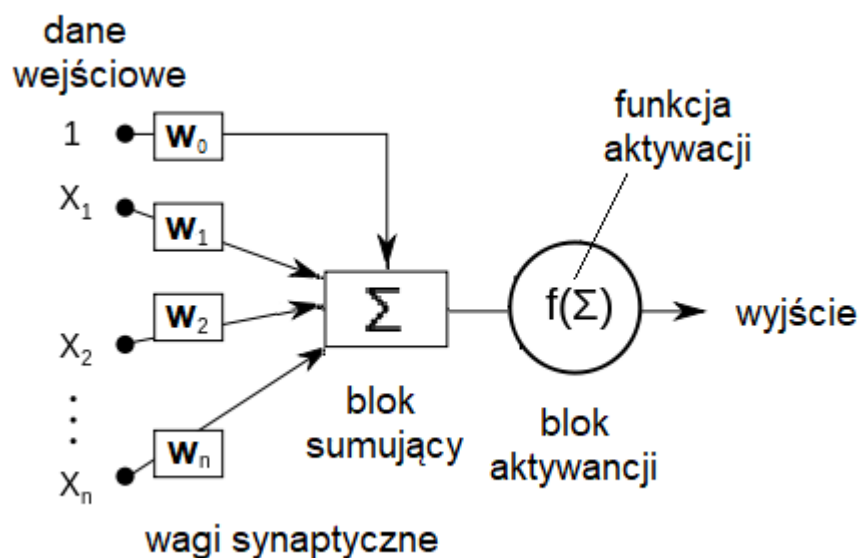 dane
wejściowe
1
w₀
X₁
w₁
X₂
w₂
⋮
Xₙ
wₙ
wagi synaptyczne
Σ
blok
sumujący
funkcja
aktywacji
f(Σ)
blok
aktywancji
wyjście